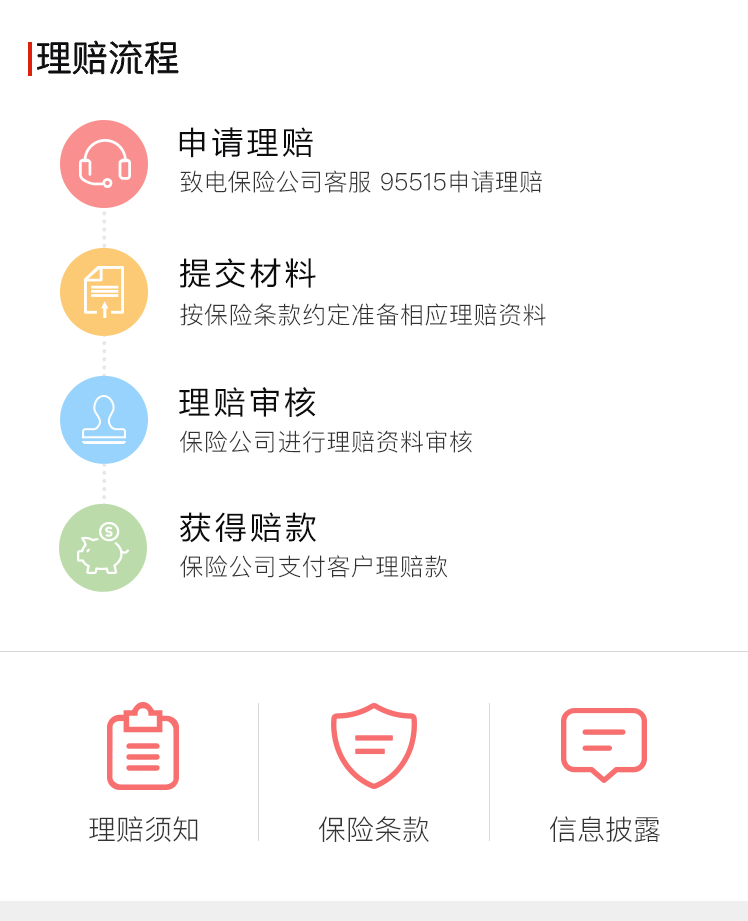 理赔流程
申请理赔
致电保险公司客服 95515申请理赔
提交材料
按保险条款约定准备相应理赔资料
理赔审核
保险公司进行理赔资料审核
S
获得赔款
保险公司支付客户理赔款
理赔须知
保险条款
信息披露